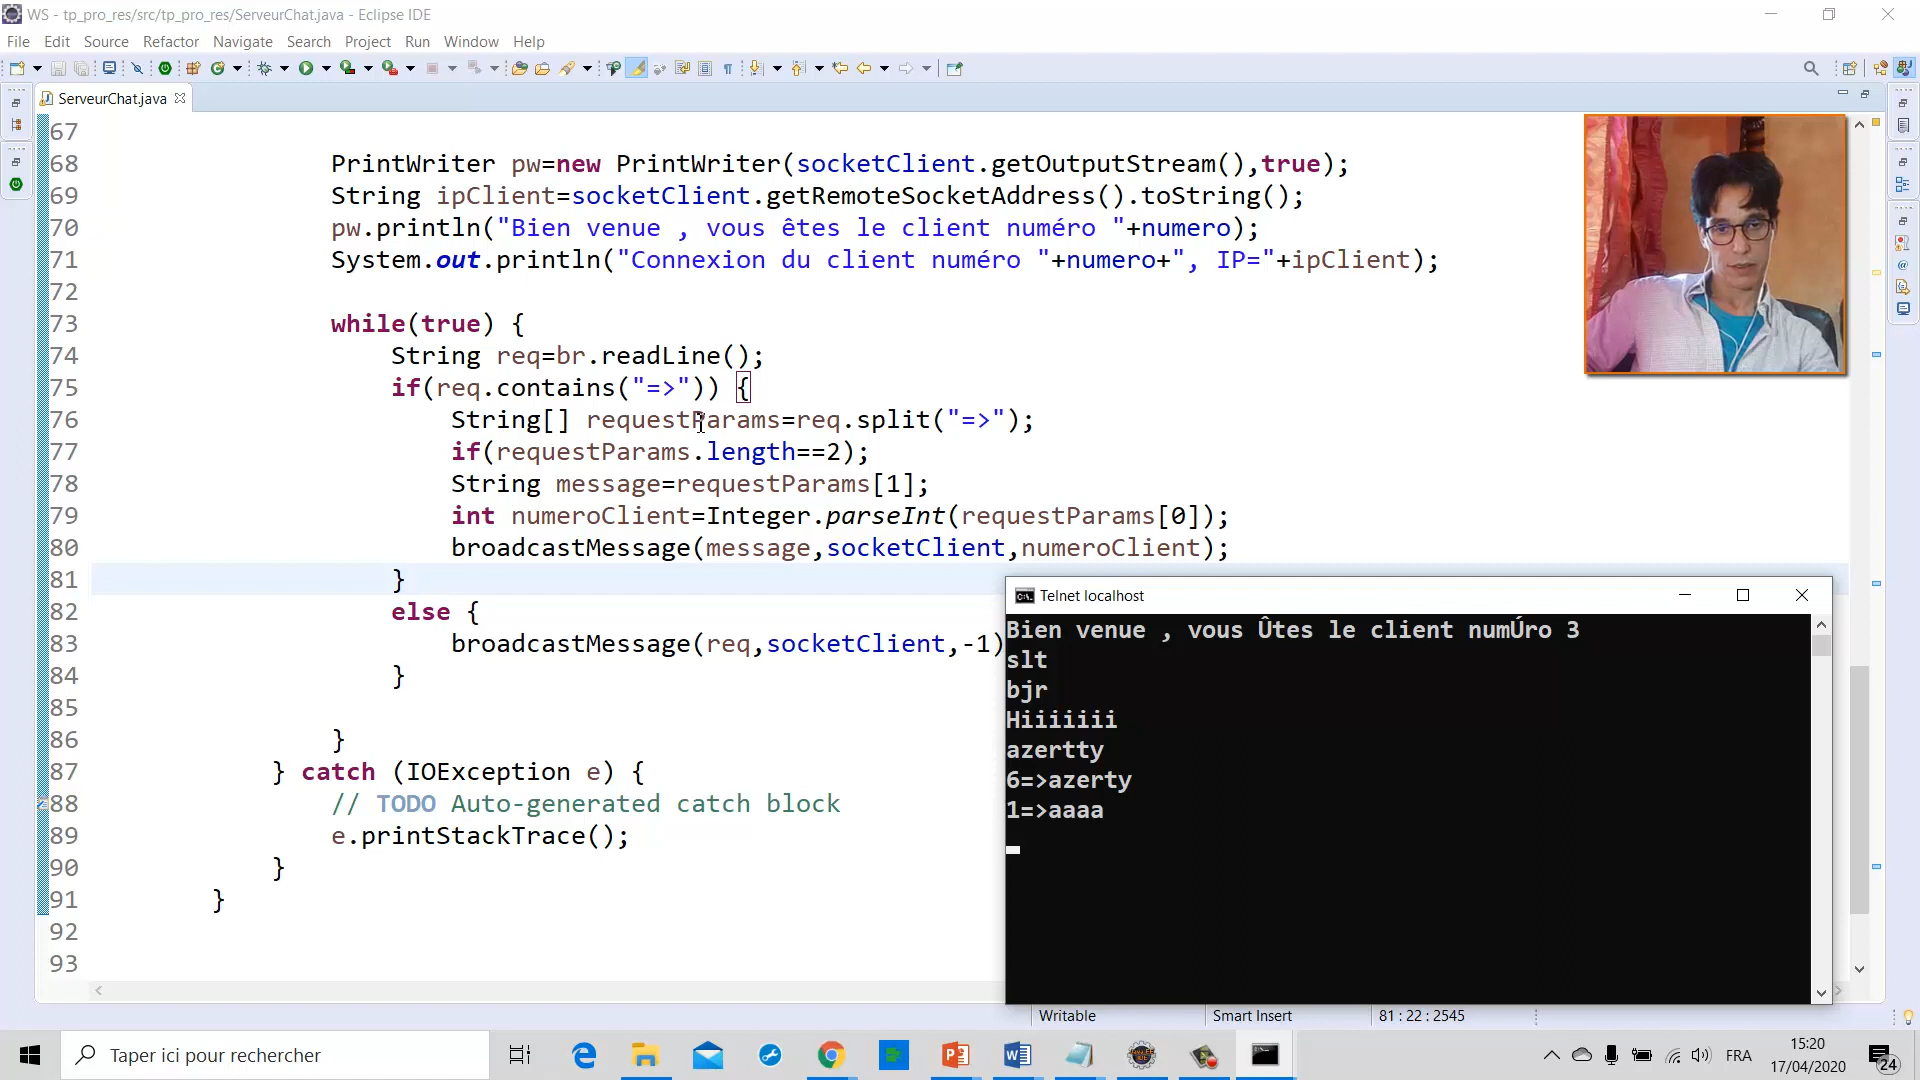 WS - tp_pro_res/src/tp_pro_res/ServeurChat.java - Eclipse IDE
File Edit Source Refactor Navigate Search Project Run Window Help
ServeurChat.java
67
68 PrintWriter pw=new PrintWriter(socketClient.getOutputStream(),true);
69 String ipClient=socketClient.getRemoteSocketAddress().toString();
70 pw.println("Bien venue , vous êtes le client numéro "+numero);
71 System.out.println("Connexion du client numéro "+numero+", IP="+ipClient);
72
73 while(true) {
74 String req=br.readLine();
75 if(req.contains("=>")) {
76 String[] requestParams=req.split("=>");
77 if(requestParams.length==2);
78 String message=requestParams[1];
79 int numeroClient=Integer.parseInt(requestParams[0]);
80 broadcastMessage(message,socketClient,numeroClient);
81 }
82 else {
83 broadcastMessage(req,socketClient,-1)
84 }
85
86 }
87 } catch (IOException e) {
88 // TODO Auto-generated catch block
89 e.printStackTrace();
90 }
91 }
92
93
Telnet localhost
Bien venue , vous Ûtes le client numÚro 3
slt
bjr
Hiiiiiii
azertty
6=>azerty
1=>aaaa
Writable Smart Insert 81 : 22 : 2545
Taper ici pour rechercher
FRA
15:20
17/04/2020
24